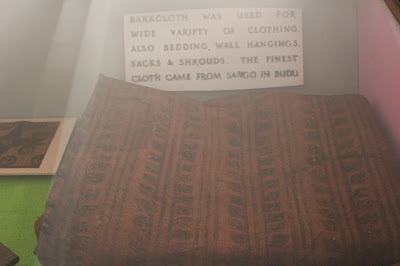 BARKCLOTH WAS USED FOR
WIDE VARIFTY OF CLOTHING
ALSO BEDDING, WALL HANGINGS,
SACKS & SHROUDS. THE FINEST
CLOTH CAME FROM SANGO IN BUDU